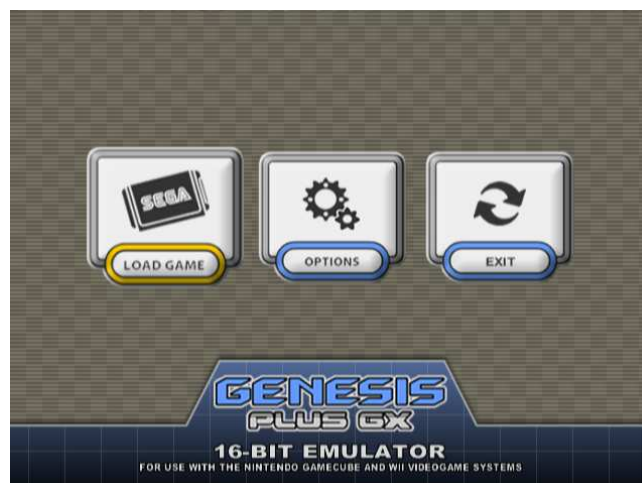 SEGA
LOAD GAME
OPTIONS
EXIT
GENESIS
PLUS GX
16-BIT EMULATOR
FOR USE WITH THE NINTENDO GAMECUBE AND WII VIDEOGAME SYSTEMS